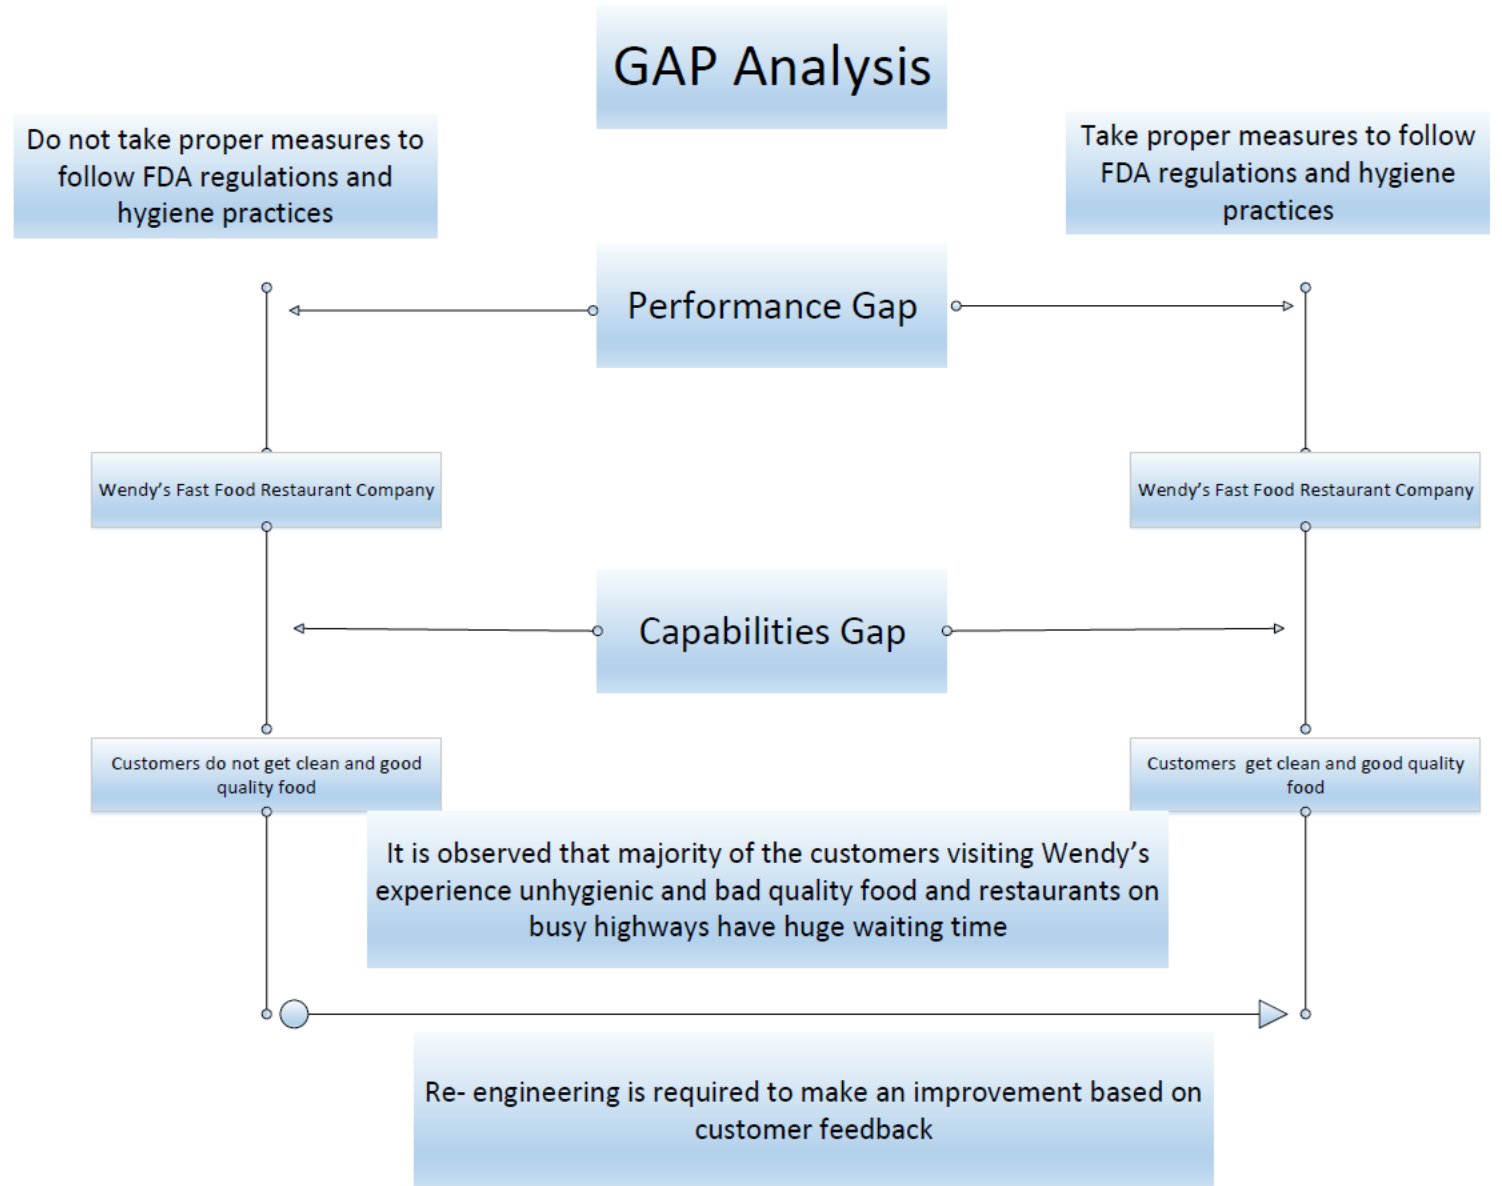 GAP Analysis
Do not take proper measures to
follow FDA regulations and
hygiene practices
Take proper measures to follow
FDA regulations and hygiene
practices
Performance Gap
Wendy’s Fast Food Restaurant Company
Wendy’s Fast Food Restaurant Company
Capabilities Gap
Customers do not get clean and good
quality food
Customers  get clean and good quality
food
It is observed that majority of the customers visiting Wendy’s
experience unhygienic and bad quality food and restaurants on
busy highways have huge waiting time
Re- engineering is required to make an improvement based on
customer feedback